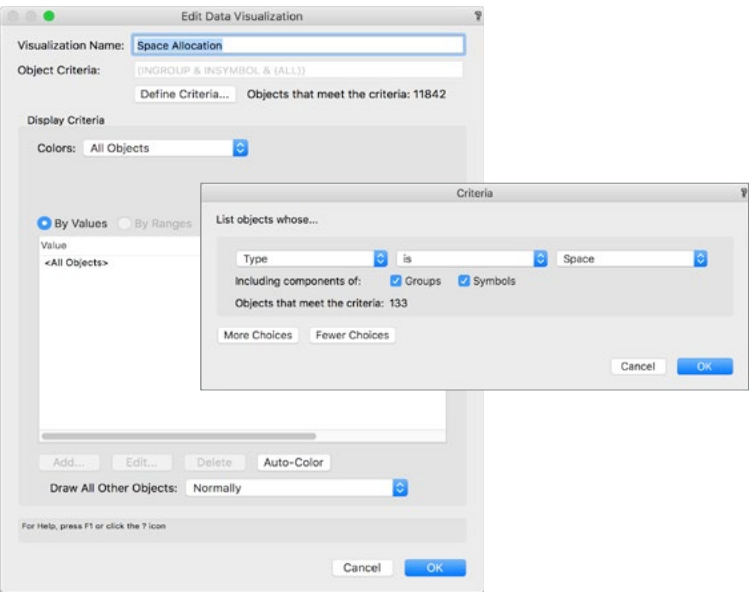 Edit Data Visualization
?
Visualization Name: Space Allocation
Object Criteria: (INGROUP & INSYMBOL & (ALL))
Define Criteria... Objects that meet the criteria: 11842
Display Criteria
Colors: All Objects
By Values By Ranges
Value
<All Objects>
Add... Edit... Delete Auto-Color
Draw All Other Objects: Normally
For Help, press F1 or click the ? icon
Cancel OK
Criteria
?
List objects whose...
Type is Space
Including components of: Groups Symbols
Objects that meet the criteria: 133
More Choices Fewer Choices
Cancel OK